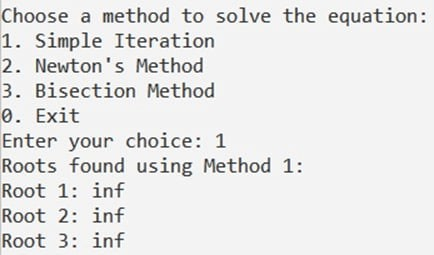 Choose a method to solve the equation:
1. Simple Iteration
2. Newton's Method
3. Bisection Method
0. Exit
Enter your choice: 1
Roots found using Method 1:
Root 1: inf
Root 2: inf
Root 3: inf